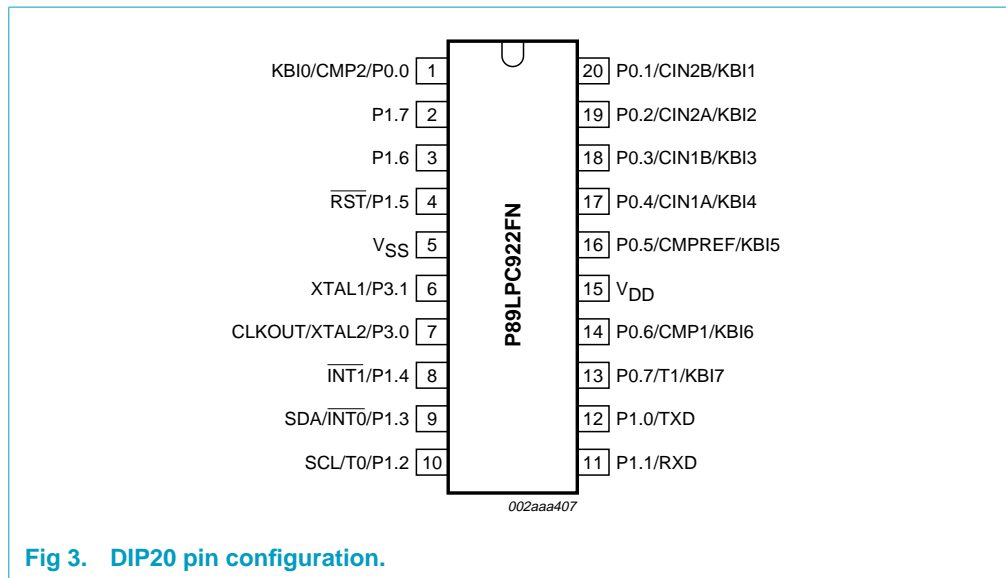 KBI0/CMP2/P0.0 1 20 P0.1/CIN2B/KBI1
P1.7 2 19 P0.2/CIN2A/KBI2
P1.6 3 18 P0.3/CIN1B/KBI3
R̅S̅T̅/P1.5 4 17 P0.4/CIN1A/KBI4
VSS 5 16 P0.5/CMPREF/KBI5
XTAL1/P3.1 6 15 VDD
CLKOUT/XTAL2/P3.0 7 14 P0.6/CMP1/KBI6
I̅N̅T̅1̅/P1.4 8 13 P0.7/T1/KBI7
SDA/I̅N̅T̅0̅/P1.3 9 12 P1.0/TXD
SCL/T0/P1.2 10 11 P1.1/RXD
P89LPC922FN
002aaa407
Fig 3. DIP20 pin configuration.